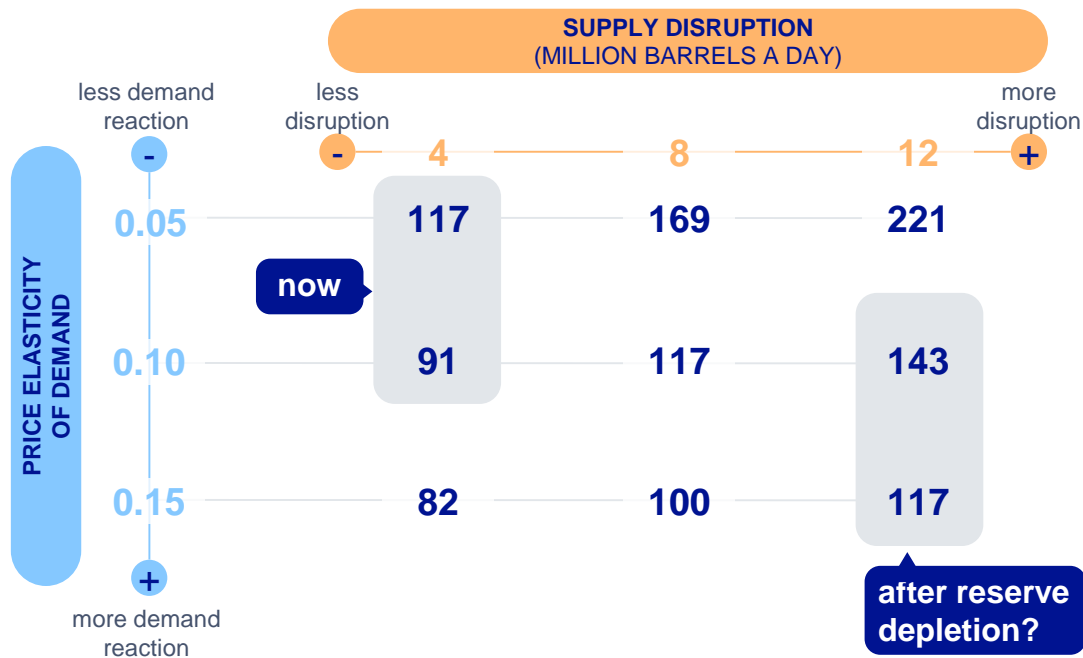 SUPPLY DISRUPTION
(MILLION BARRELS A DAY)
less demand
reaction
less
disruption
more
disruption
-
-
4
8
12
+
PRICE ELASTICITY
OF DEMAND
0.05
117
169
221
now
0.10
91
117
143
0.15
82
100
117
+
more demand
reaction
after reserve
depletion?